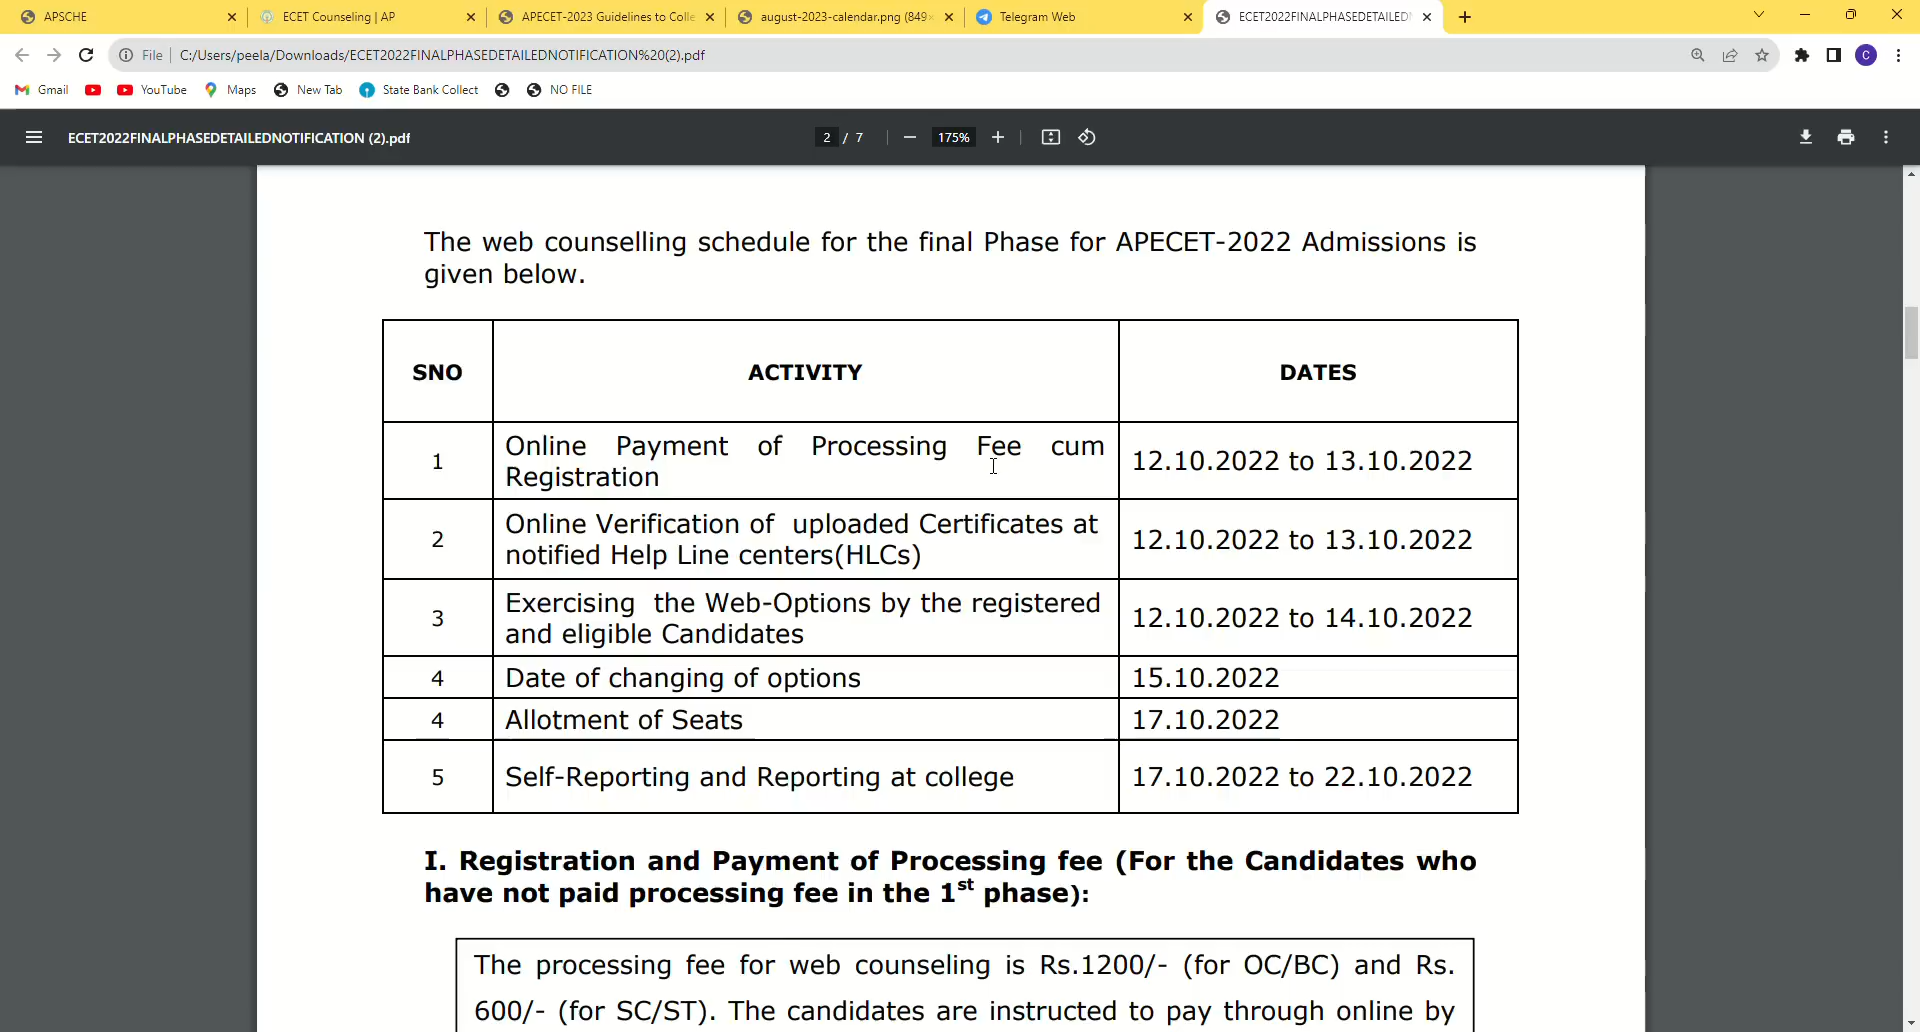 APSCHE
ECET Counseling | AP
APECET-2023 Guidelines to Colle
august-2023-calendar.png (849×
Telegram Web
ECET2022FINALPHASEDETAILED
File
C:/Users/peela/Downloads/ECET2022FINALPHASEDETAILEDNOTIFICATION%20(2).pdf
C
Gmail
YouTube
Maps
New Tab
State Bank Collect
NO FILE
ECET2022FINALPHASEDETAILEDNOTIFICATION (2).pdf
2 / 7
175%
The web counselling schedule for the final Phase for APECET-2022 Admissions is
given below.
SNO ACTIVITY DATES
1 Online Payment of Processing Fee cum
Registration
12.10.2022 to 13.10.2022
2 Online Verification of uploaded Certificates at
notified Help Line centers(HLCs)
12.10.2022 to 13.10.2022
3 Exercising the Web-Options by the registered
and eligible Candidates
12.10.2022 to 14.10.2022
4 Date of changing of options 15.10.2022
4 Allotment of Seats 17.10.2022
5 Self-Reporting and Reporting at college 17.10.2022 to 22.10.2022
I. Registration and Payment of Processing fee (For the Candidates who
have not paid processing fee in the 1st phase):
The processing fee for web counseling is Rs.1200/- (for OC/BC) and Rs.
600/- (for SC/ST). The candidates are instructed to pay through online by